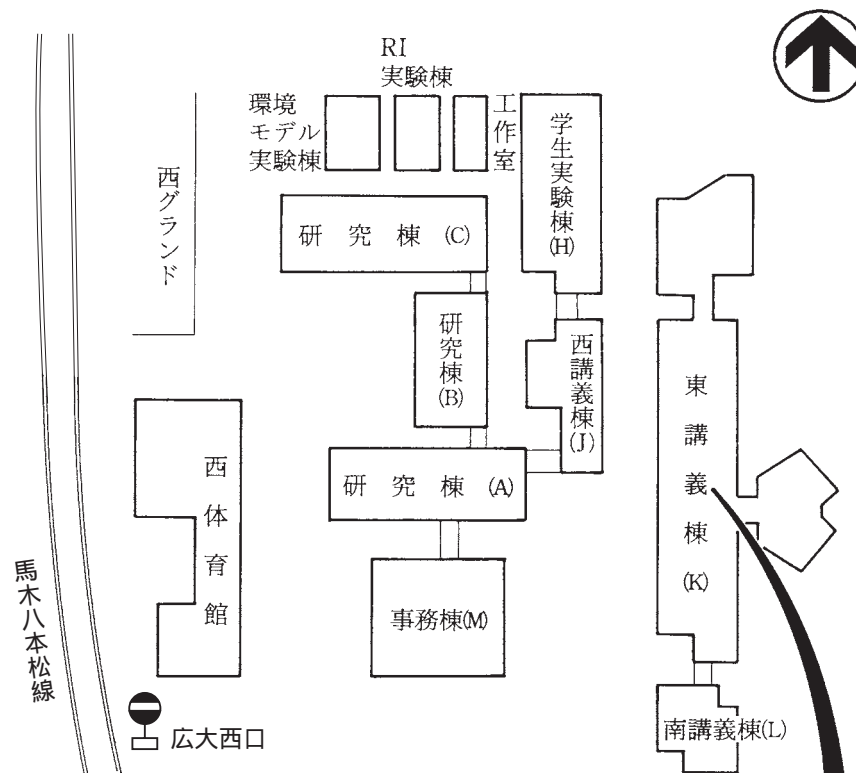 RI
実験棟
環境
モデル
実験棟
工作室
学生実験棟
(H)
西グランド
研究棟(C)
研究棟
(B)
西講義棟
(J)
東講義棟
(K)
研究棟(A)
西体育館
事務棟(M)
馬木八本松線
広大西口
南講義棟(L)